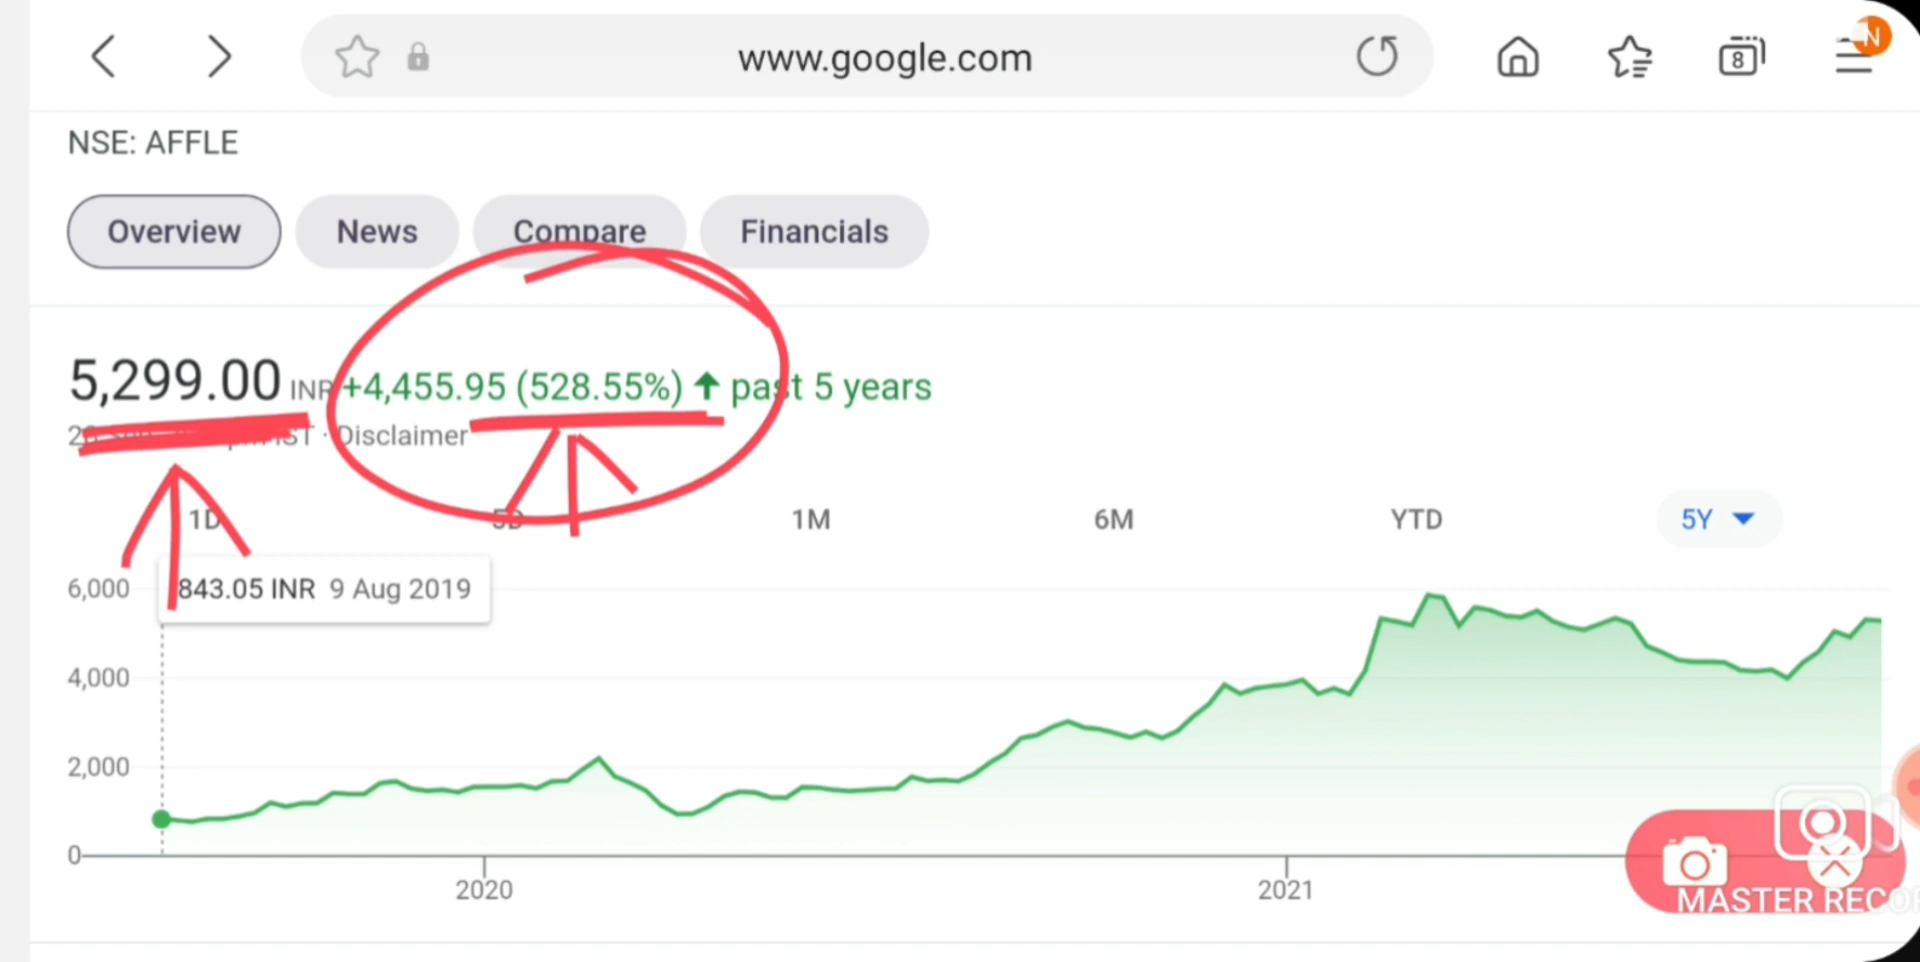 www.google.com
8
N
NSE: AFFLE
Overview
News
Compare
Financials
5,299.00 INR +4,455.95 (528.55%) past 5 years
IST · Disclaimer
1D
5D
1M
6M
YTD
5Y
843.05 INR 9 Aug 2019
6,000
4,000
2,000
0
2020
2021
MASTER